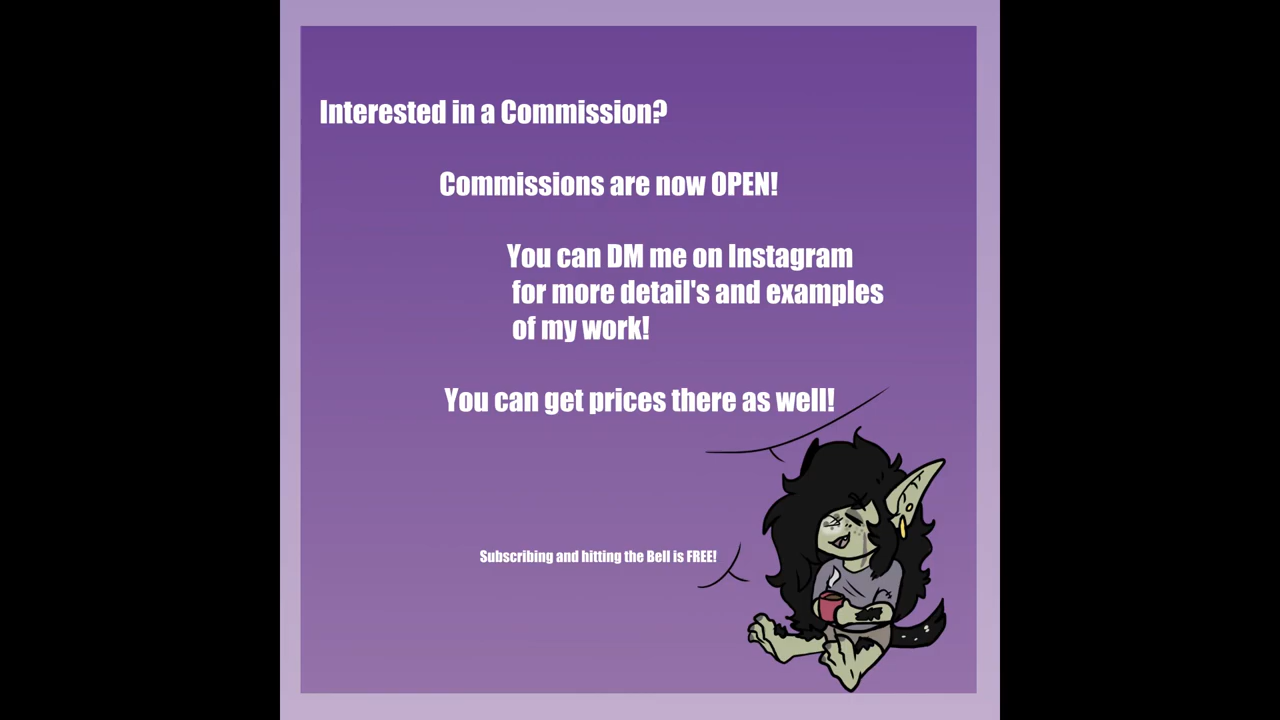 Interested in a Commission?
Commissions are now OPEN!
You can DM me on Instagram
for more detail's and examples
of my work!
You can get prices there as well!
Subscribing and hitting the Bell is FREE!